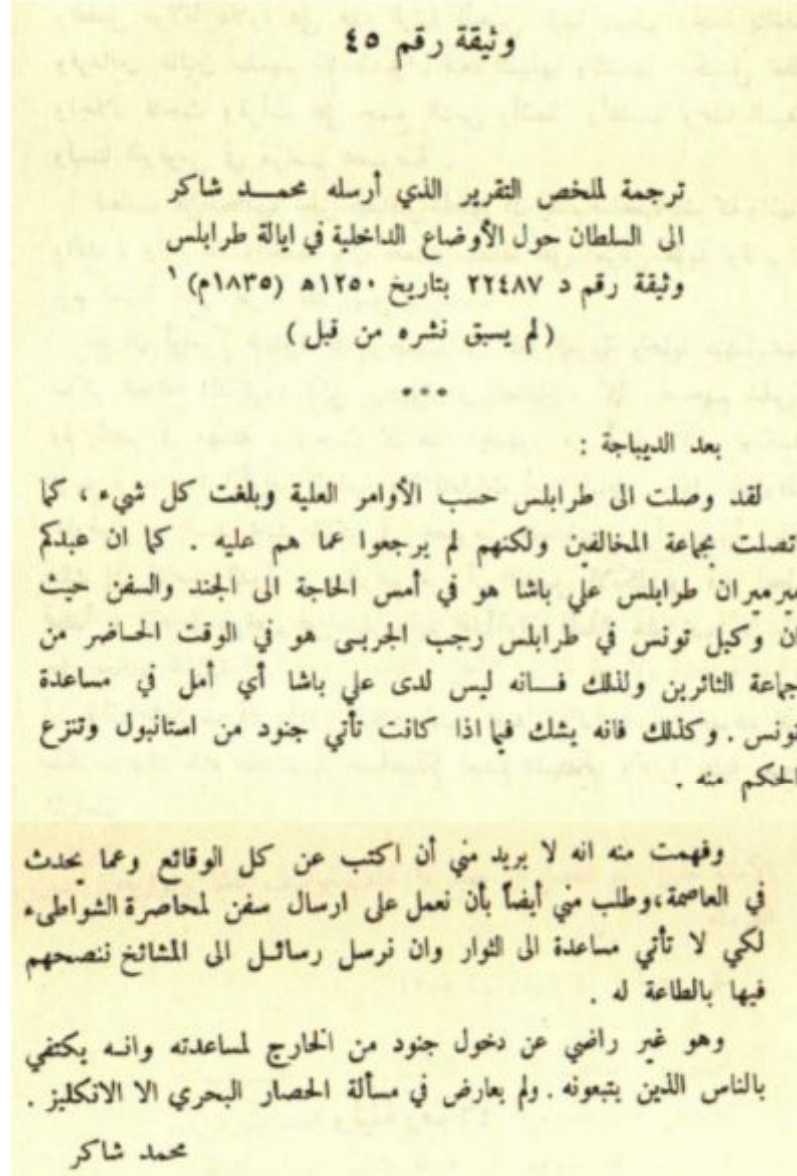 وثيقة رقم ٤٥
ترجمة لملخص التقرير الذي أرسله محمد شاكر
الى السلطان حول الأوضاع الداخلية في ايالة طرابلس
وثيقة رقم د ٢٢٤٨٧ بتاريخ ١٢٥٠ه (١٨٣٥م) ١
(لم يسبق نشره من قبل)
***
بعد الديباجة :
لقد وصلت الى طرابلس حسب الأوامر العلية وبلغت كل شيء ، كما
اتصلت بجماعة المخالفين ولكنهم لم يرجعوا عما هم عليه . كما ان عبدكم
ميرميران طرابلس علي باشا هو في أمس الحاجة الى الجند والسفن حيث
ان وكيل تونس في طرابلس رجب الجربى هو في الوقت الحاضر من
جماعة الثائرين ولذلك فانه ليس لدى علي باشا أي أمل في مساعدة
تونس . وكذلك فانه يشك فيما اذا كانت تأتي جنود من استانبول وتنتزع
الحكم منه .
وفهمت منه انه لا يريد مني أن اكتب عن كل الوقائع وعما يحدث
في العاصمة ، وطلب مني أيضاً بأن نعمل على ارسال سفن لمحاصرة الشواطىء
لكي لا تأتي مساعدة الى الثوار وان نرسل رسائل الى المشائخ ننصحهم
فيها بالطاعة له .
وهو غير راضي عن دخول جنود من الخارج لمساعدته وانه يكتفي
بالناس الذين يتبعونه . ولم يعارض في مسألة الحصار البحري الا الانكليز .
محمد شاكر